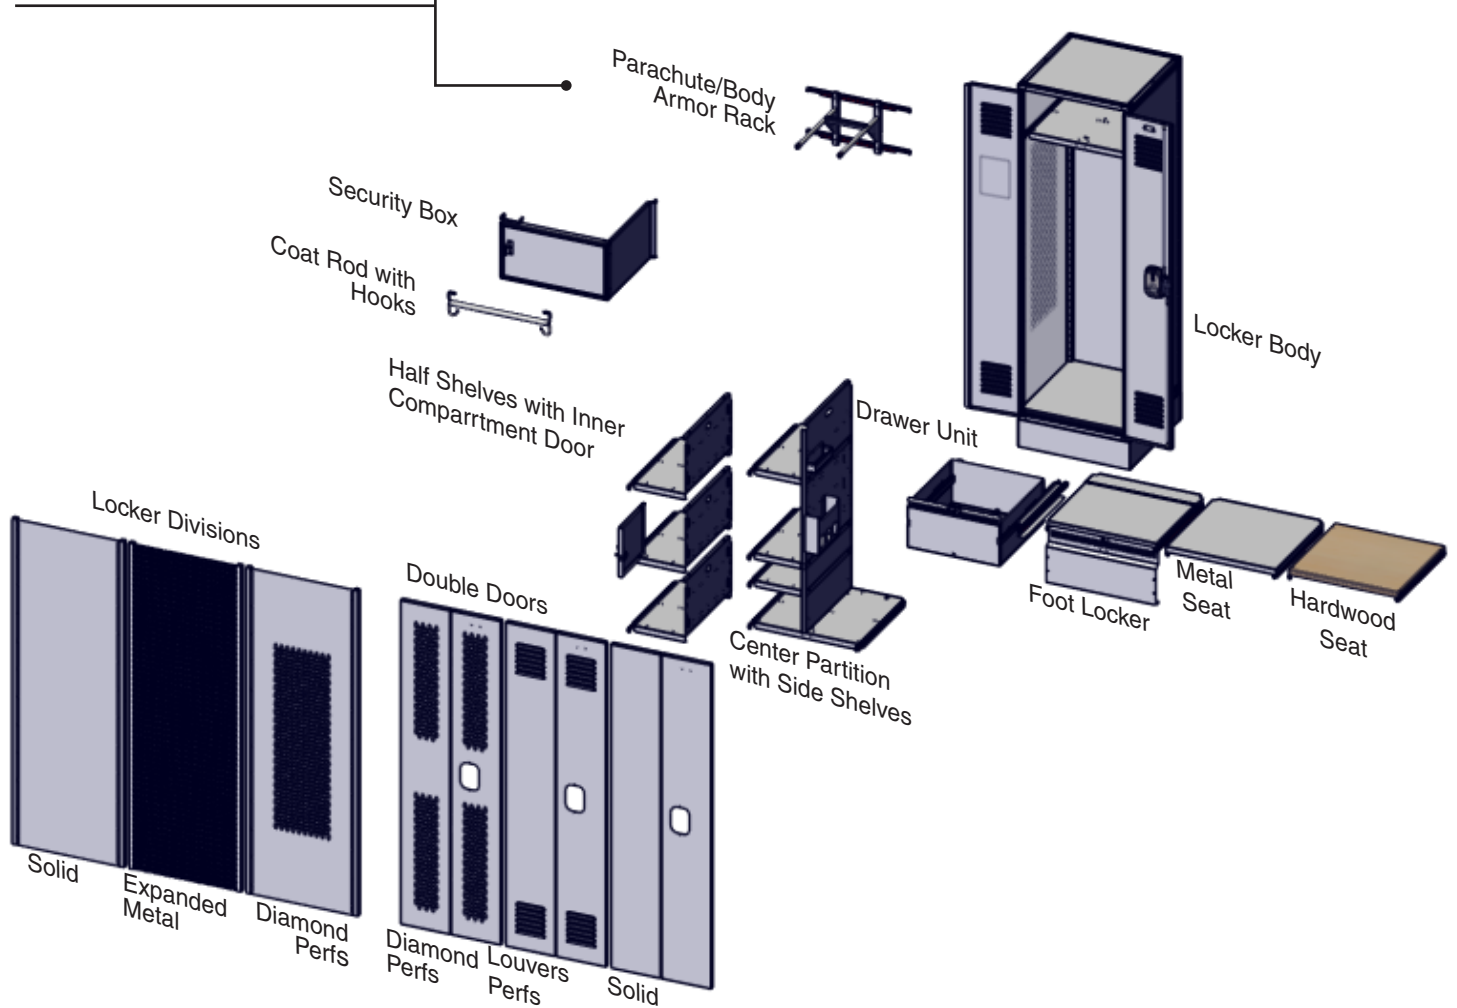 Parachute/Body
Armor Rack
Security Box
Coat Rod with
Hooks
Locker Body
Half Shelves with Inner
Comparrtment Door
Drawer Unit
Locker Divisions
Double Doors
Foot Locker
Metal
Seat
Hardwood
Seat
Center Partition
with Side Shelves
Solid
Expanded
Metal
Diamond
Perfs
Diamond
Perfs
Louvers
Perfs
Solid